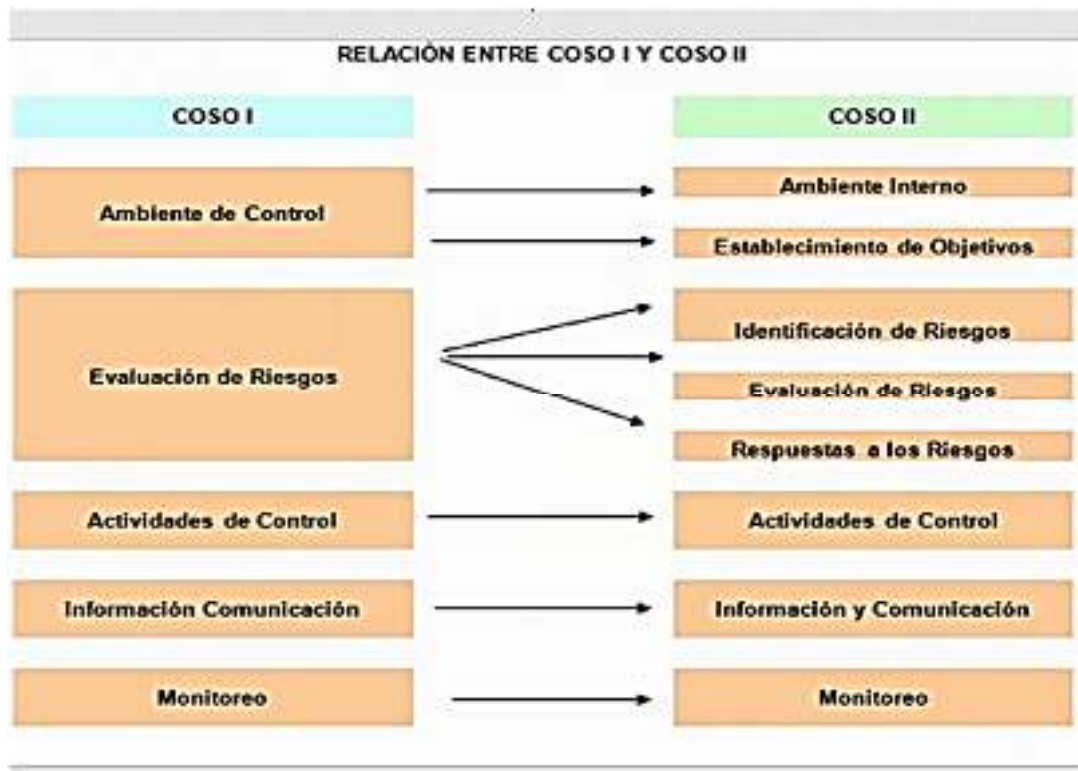 RELACIÓN ENTRE COSO I Y COSO II
COSO I
COSO II
Ambiente de Control
Ambiente Interno
Establecimiento de Objetivos
Evaluación de Riesgos
Identificación de Riesgos
Evaluación de Riesgos
Respuestas a los Riesgos
Actividades de Control
Actividades de Control
Información Comunicación
Información y Comunicación
Monitoreo
Monitoreo